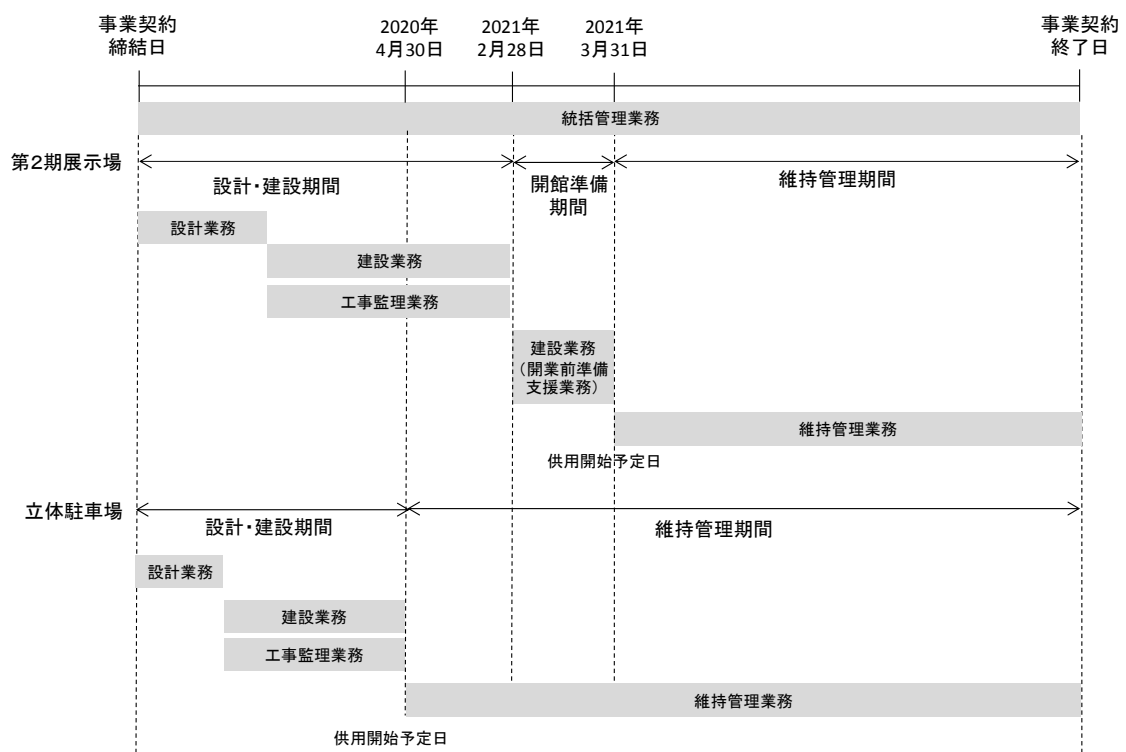 事業契約
締結日
2020年
4月30日
2021年
2月28日
2021年
3月31日
事業契約
終了日
統括管理業務
第2期展示場
設計・建設期間
開館準備
期間
維持管理期間
設計業務
建設業務
工事監理業務
建設業務
（開業前準備
支援業務）
維持管理業務
供用開始予定日
立体駐車場
設計・建設期間
維持管理期間
設計業務
建設業務
工事監理業務
維持管理業務
供用開始予定日